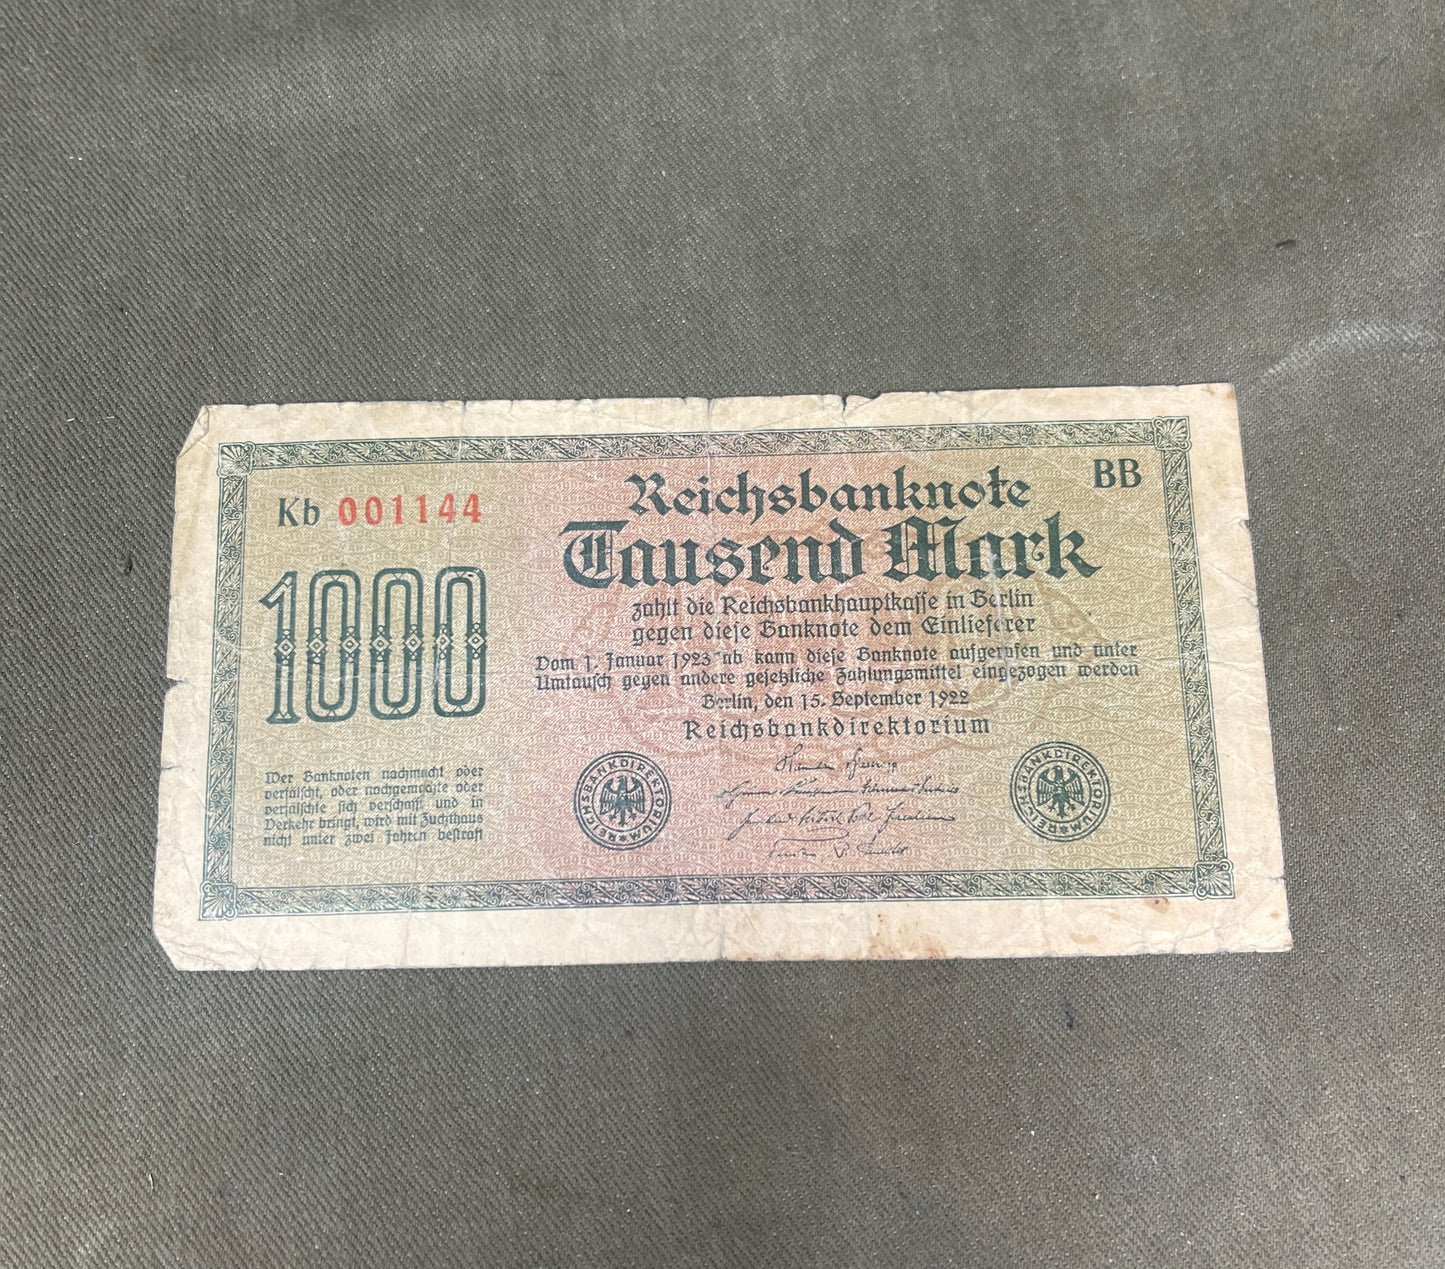 BB
Kb 001144
Reichsbanknote
Tausend Mark
1000
zahlt die Reichsbankhauptkasse in Berlin
gegen diese Banknote dem Einlieferer
Vom 1. Januar 1923 ab kann diese Banknote aufgerufen und unter
Umtausch gegen andere gesetzliche Zahlungsmittel eingezogen werden
Berlin, den 15. September 1922
Reichsbankdirektorium
Wer Banknoten nachmacht oder
verfälscht, oder nachgemachte oder
verfälschte sich verschafft und in
Verkehr bringt, wird mit Zuchthaus
nicht unter zwei Jahren bestraft
REICHSBANKDIREKTORIUM
REICHSBANKDIREKTORIUM